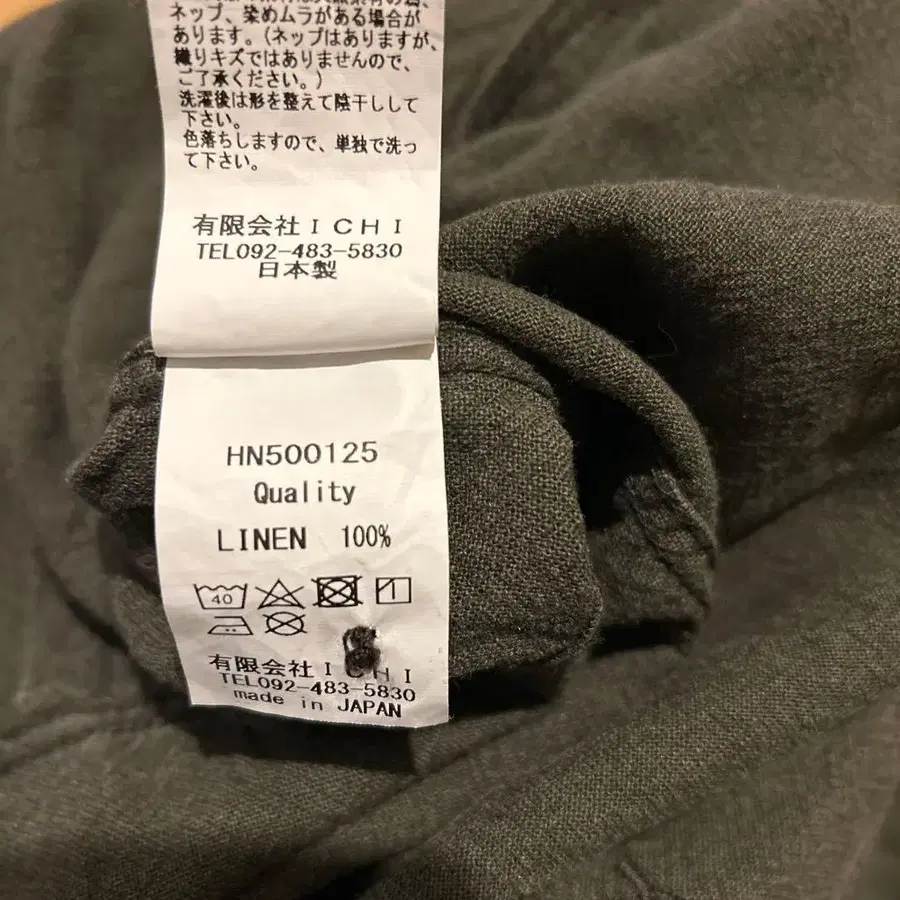 ネップ、染めムラがある場合が
あります。(ネップはありますが、
織りキズではありませんので、
ご了承ください。)
洗濯後は形を整えて陰干しして
下さい。
色落ちしますので、単独で洗っ
て下さい。
有限会社ＩＣＨＩ
TEL092-483-5830
日本製
HN500125
Quality
LINEN 100%
40
有限会社ＩＣＨＩ
TEL092-483-5830
made in JAPAN